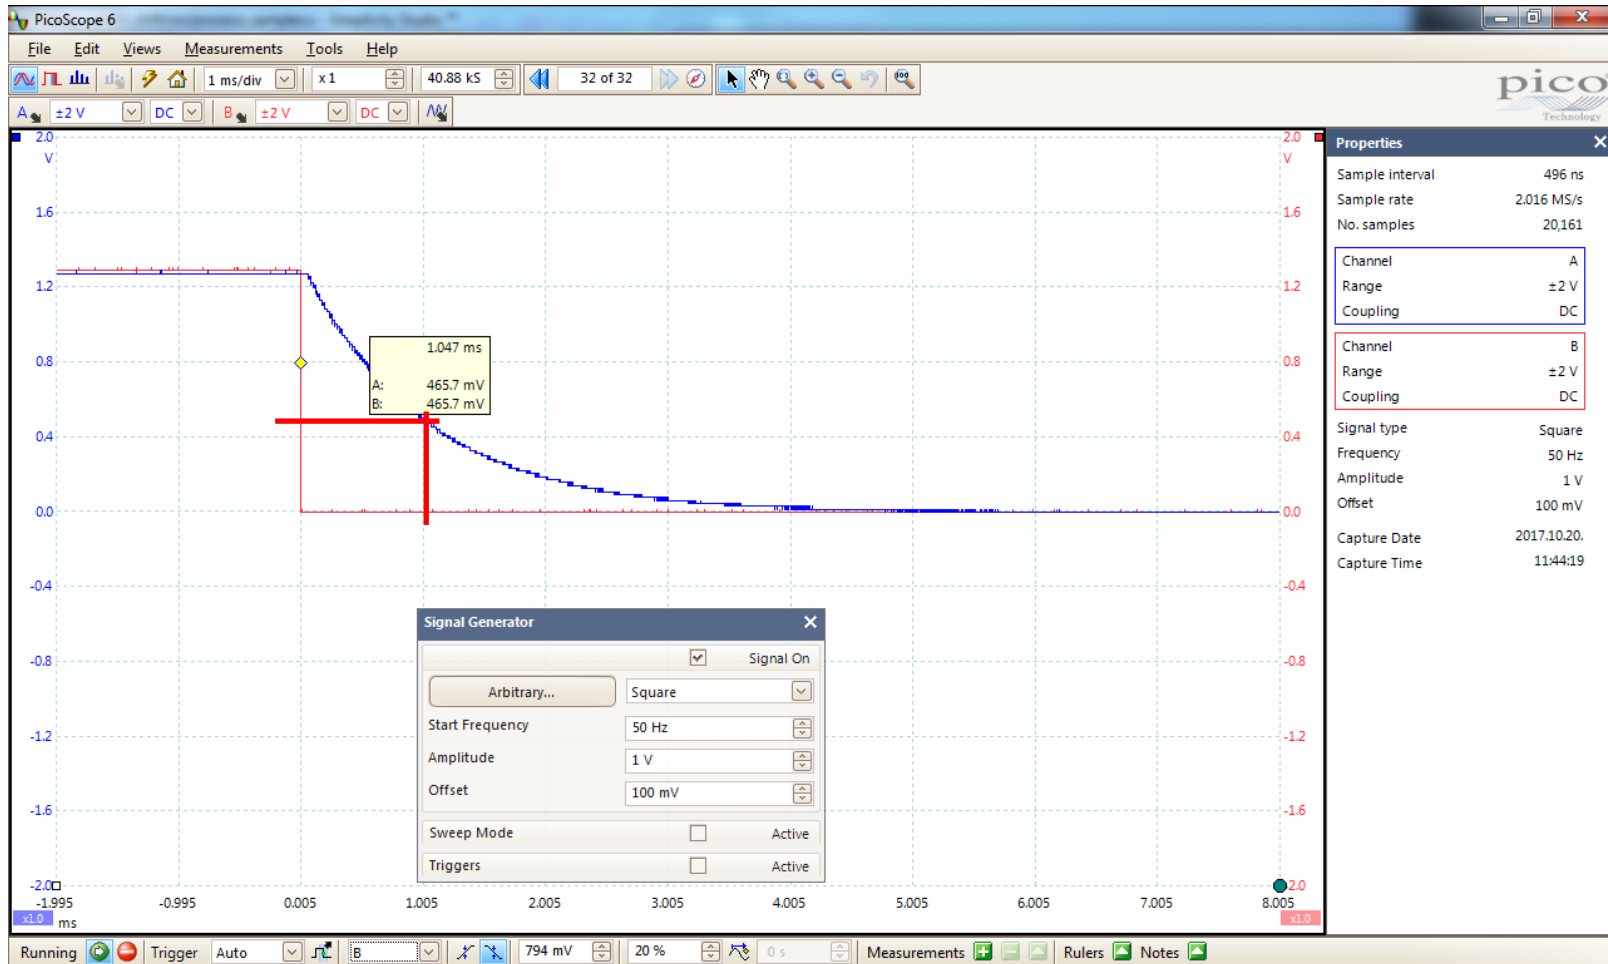 PicoScope 6
File Edit Views Measurements Tools Help
1 ms/div x 1 40.88 kS 32 of 32 100
A ±2 V DC B ±2 V DC
pico
Technology
2.0 2.0
V V
1.6 1.6
1.2 1.2
0.8 0.8
0.4 0.4
0.0 0.0
-0.4 -0.4
-0.8 -0.8
-1.2 -1.2
-1.6 -1.6
-2.0 -2.0
-1.995 -0.995 0.005 1.005 2.005 3.005 4.005 5.005 6.005 7.005 8.005
x1.0 ms x1.0
1.047 ms
A: 465.7 mV
B: 465.7 mV
Signal Generator
Signal On
Arbitrary... Square
Start Frequency 50 Hz
Amplitude 1 V
Offset 100 mV
Sweep Mode Active
Triggers Active
Properties
Sample interval 496 ns
Sample rate 2.016 MS/s
No. samples 20,161
Channel A
Range ±2 V
Coupling DC
Channel B
Range ±2 V
Coupling DC
Signal type Square
Frequency 50 Hz
Amplitude 1 V
Offset 100 mV
Capture Date 2017.10.20.
Capture Time 11:44:19
Running Trigger Auto B 794 mV 20 % 0 s Measurements Rulers Notes